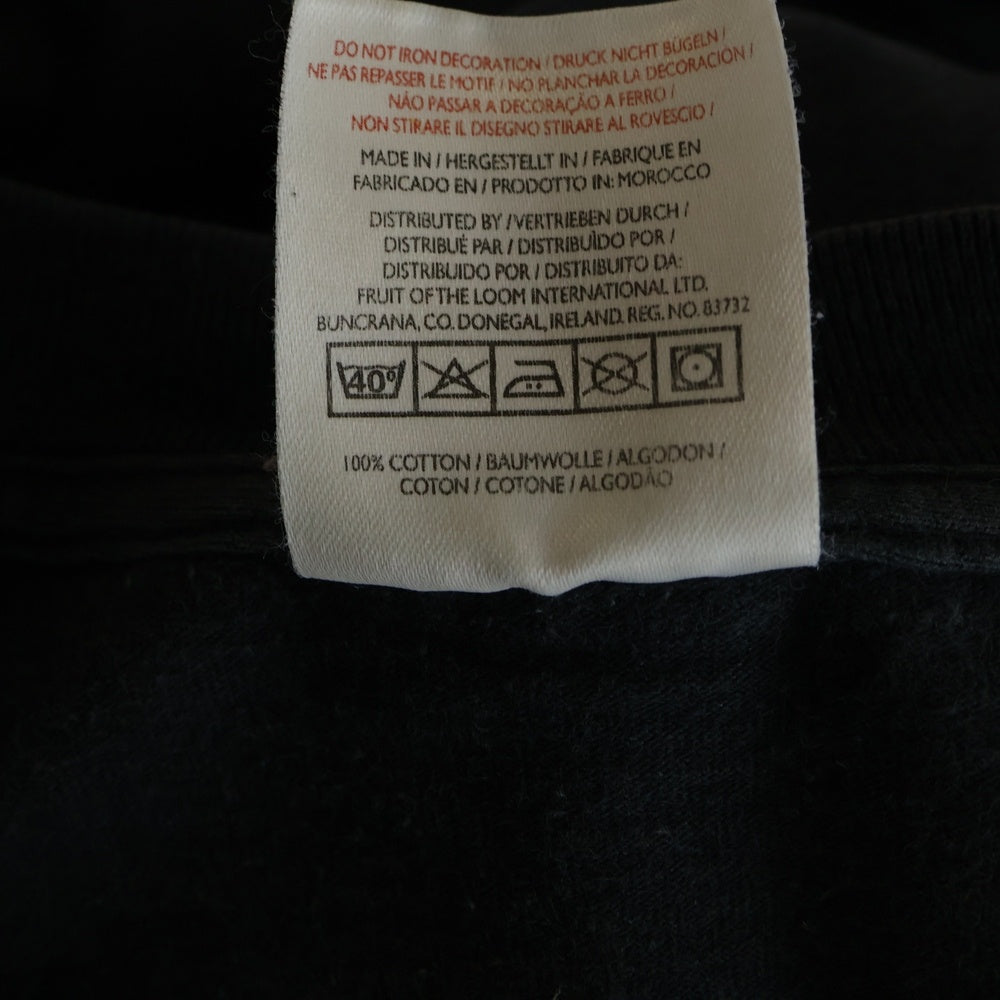 DO NOT IRON DECORATION / DRUCK NICHT BÜGELN /
NE PAS REPASSER LE MOTIF / NO PLANCHAR LA DECORACIÓN /
NÃO PASSAR A DECORAÇÃO A FERRO /
NON STIRARE IL DISEGNO STIRARE AL ROVESCIO /
MADE IN / HERGESTELLT IN / FABRIQUE EN
FABRICADO EN / PRODOTTO IN: MOROCCO
DISTRIBUTED BY / VERTRIEBEN DURCH /
DISTRIBUÉ PAR / DISTRIBUÌDO POR /
DISTRIBUIDO POR / DISTRIBUITO DA:
FRUIT OF THE LOOM INTERNATIONAL LTD.
BUNCRANA, CO. DONEGAL, IRELAND. REG. NO. 83732
40°
100% COTTON / BAUMWOLLE / ALGODON /
COTON / COTONE / ALGODÃO